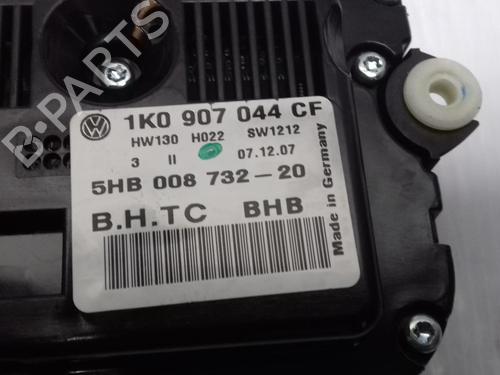 B-PARTS
1K0 907 044 CF
HW130 H022 SW1212
3 II 07.12.07
5HB 008 732-20
B.H.TC BHB
Made in Germany